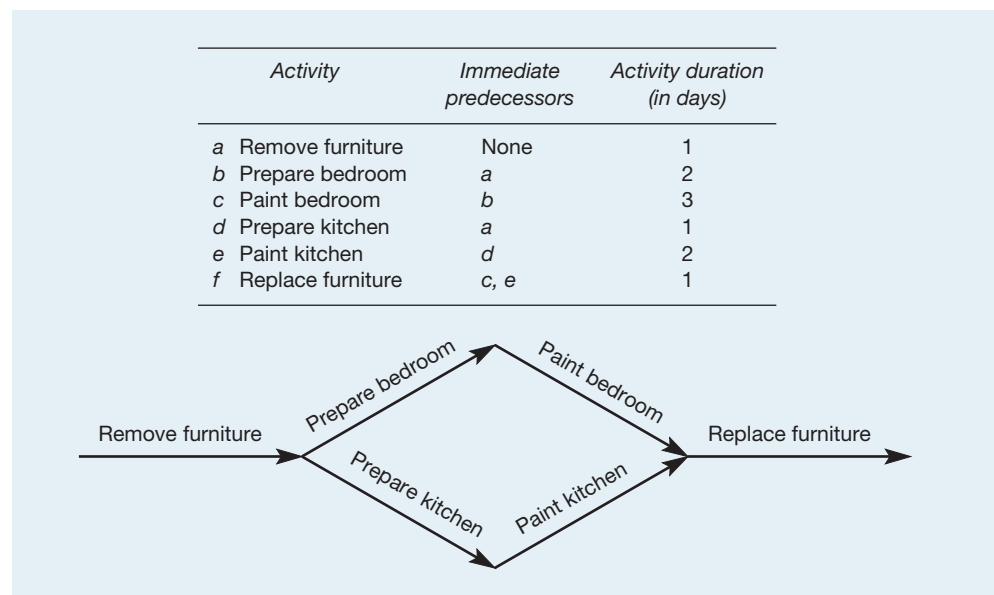 Activity Immediate predecessors Activity duration (in days)
a Remove furniture None 1
b Prepare bedroom a 2
c Paint bedroom b 3
d Prepare kitchen a 1
e Paint kitchen d 2
f Replace furniture c, e 1
Prepare bedroom
Paint bedroom
Remove furniture
Replace furniture
Prepare kitchen
Paint kitchen